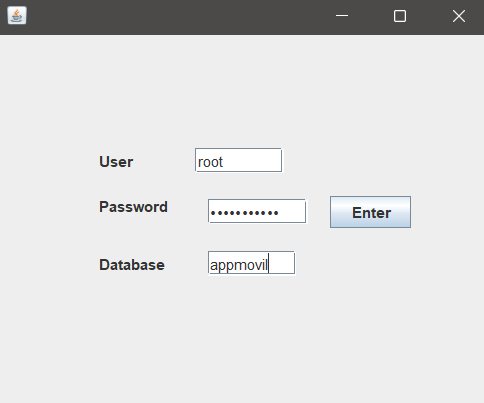 User root
Password ••••••••••• Enter
Database appmovil